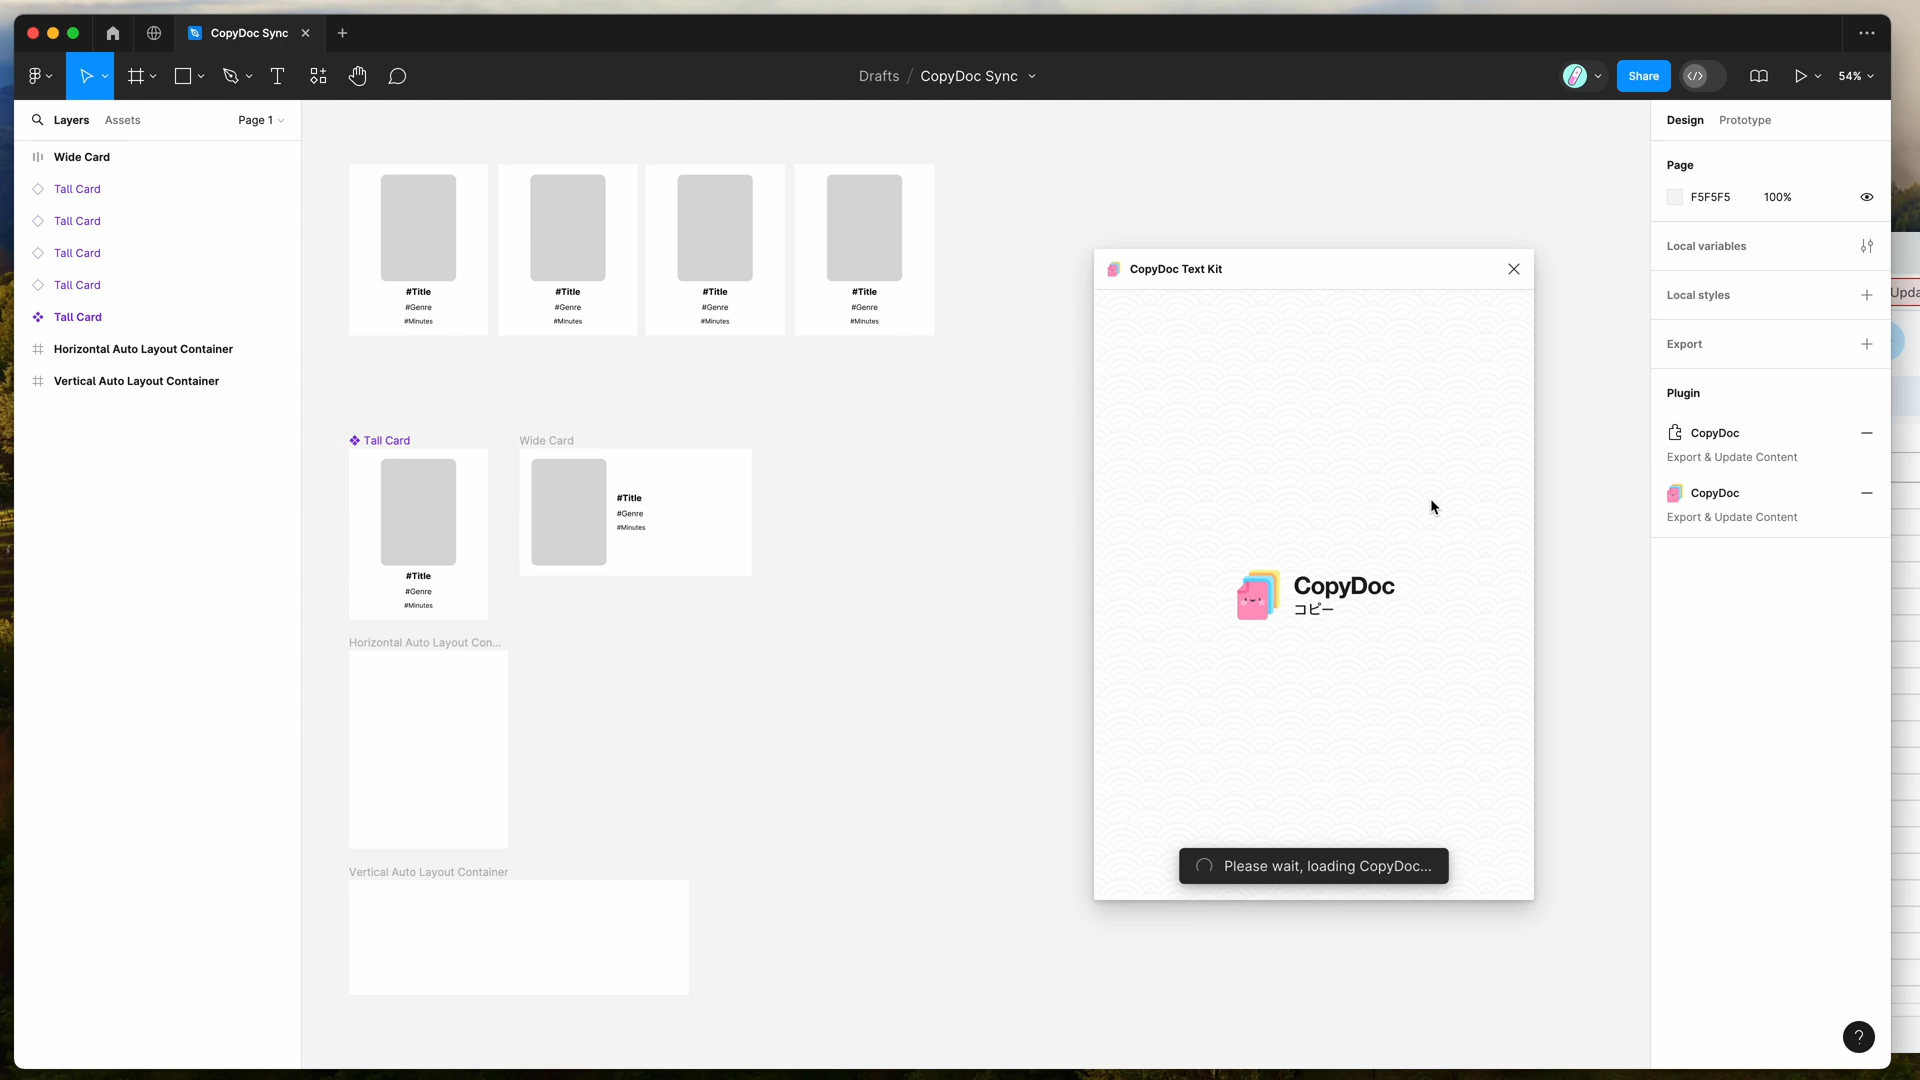 CopyDoc Sync
Drafts / CopyDoc Sync
Share
54%
Layers
Assets
Page 1
Wide Card
Tall Card
Tall Card
Tall Card
Tall Card
Tall Card
Horizontal Auto Layout Container
Vertical Auto Layout Container
#Title
#Genre
#Minutes
#Title
#Genre
#Minutes
#Title
#Genre
#Minutes
#Title
#Genre
#Minutes
Tall Card
#Title
#Genre
#Minutes
Wide Card
#Title
#Genre
#Minutes
Horizontal Auto Layout Con...
Vertical Auto Layout Container
CopyDoc Text Kit
CopyDoc
コピー
Please wait, loading CopyDoc...
Design
Prototype
Page
F5F5F5
100%
Local variables
Local styles
Export
Plugin
CopyDoc
Export & Update Content
CopyDoc
Export & Update Content
?